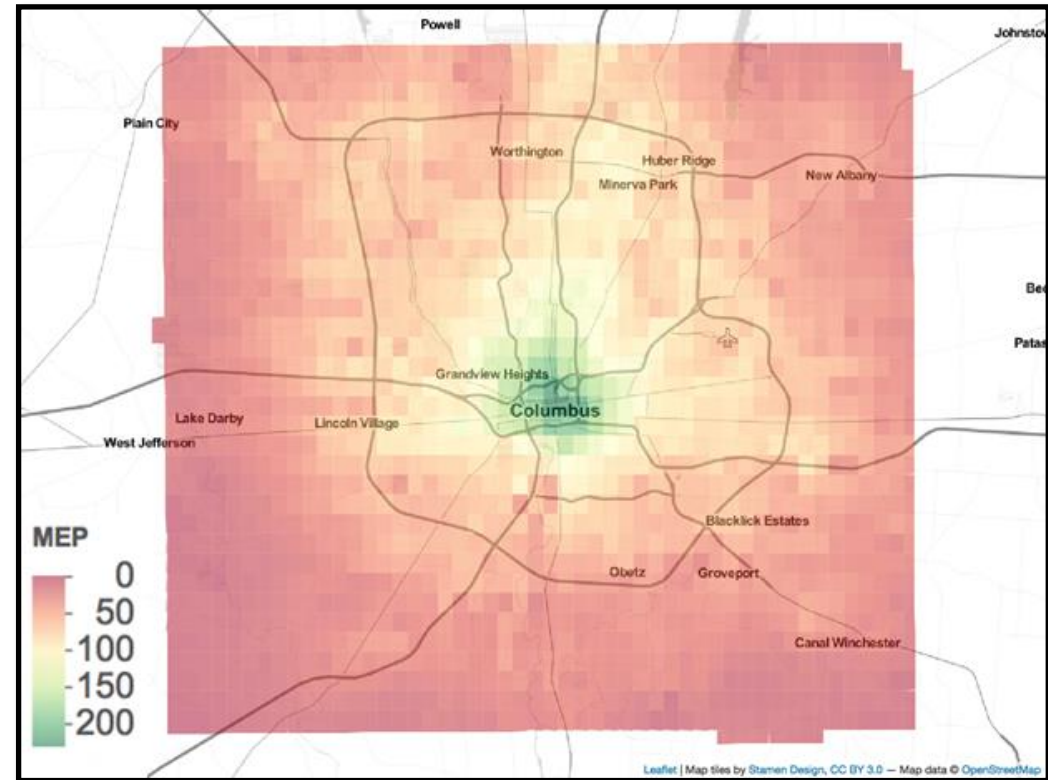 Powell
Johnstow
Plain City
Worthington
Huber Ridge
Minerva Park
New Albany
Bee
Patas
Grandview Heights
Columbus
Lake Darby
Lincoln Village
West Jefferson
MEP
Blacklick Estates
0
Obetz
Groveport
50
100
Canal Winchester
150
200
Leaflet | Map tiles by Stamen Design, CC BY 3.0 — Map data © OpenStreetMap